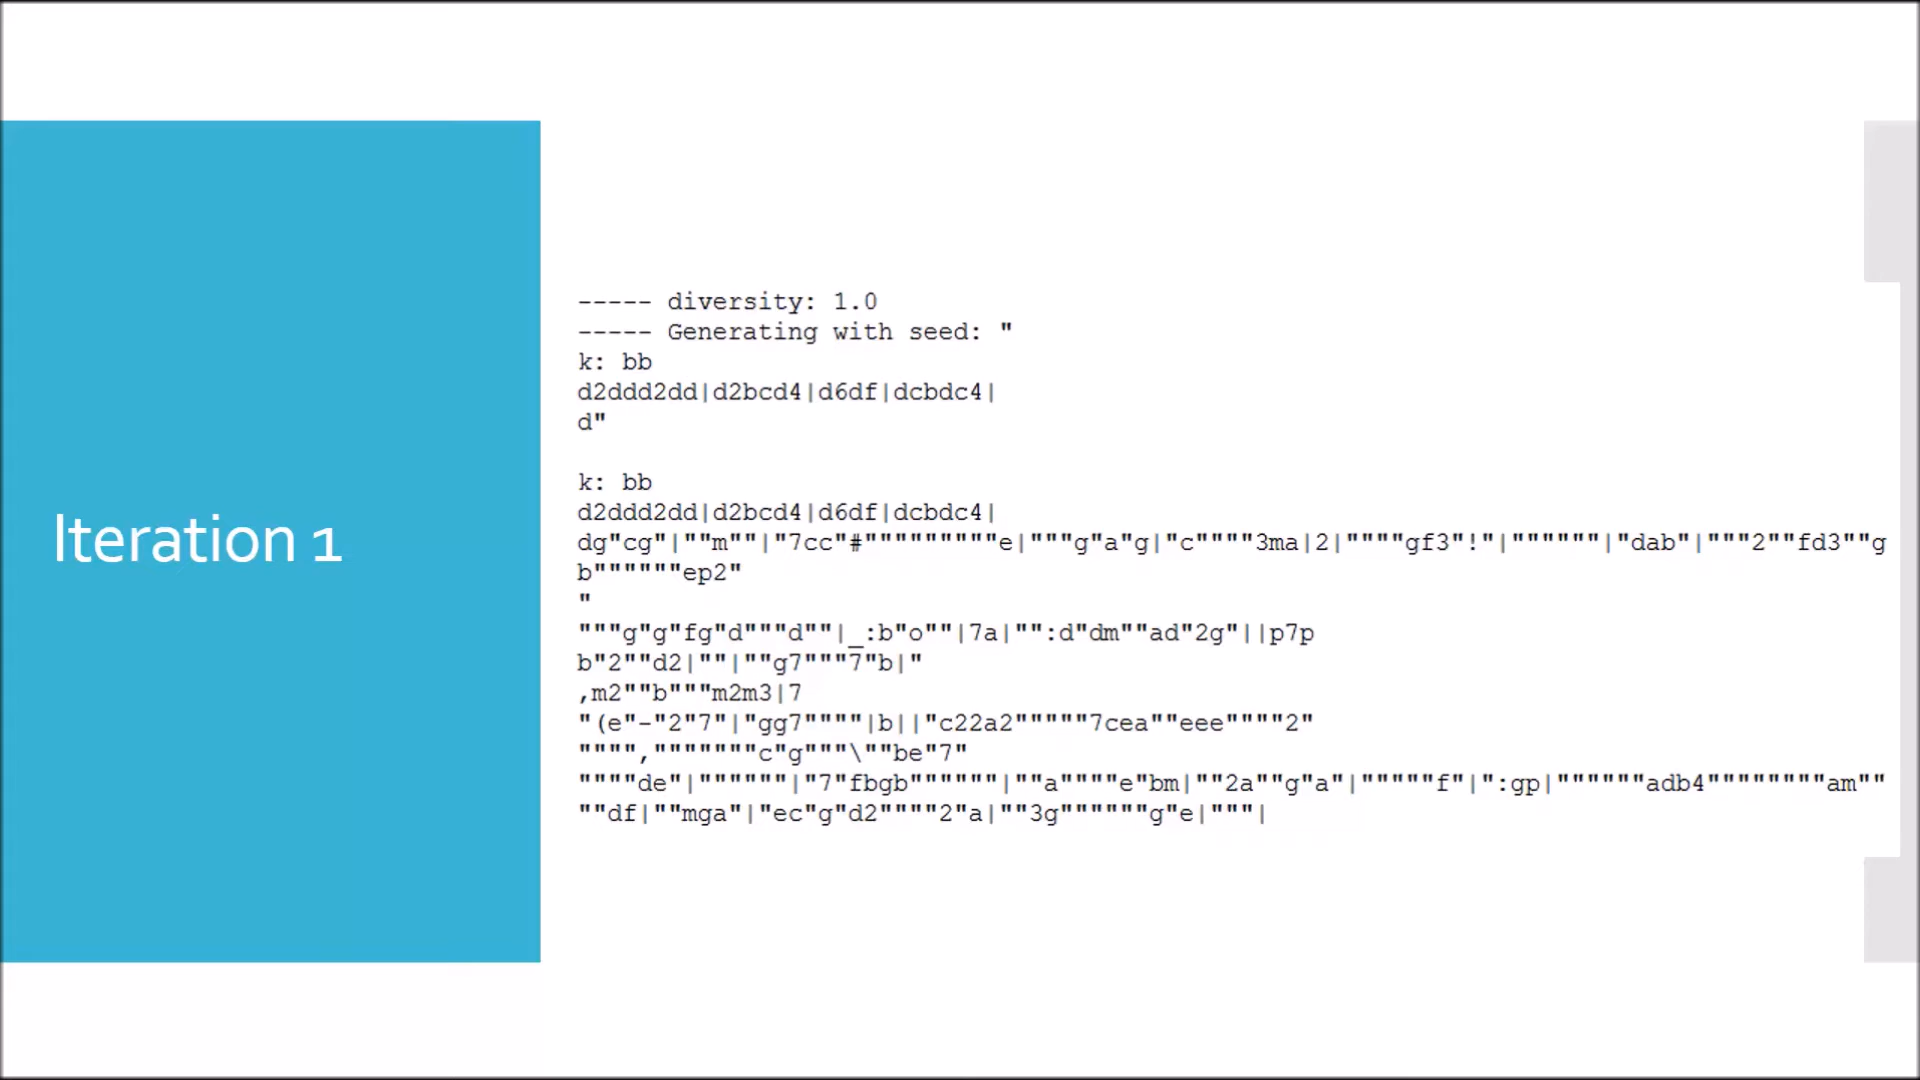 Iteration 1
----- diversity: 1.0
----- Generating with seed: "
k: bb
d2ddd2dd|d2bcd4|d6df|dcbdc4|
d"
k: bb
d2ddd2dd|d2bcd4|d6df|dcbdc4|
dg"cg"|""m""|"7cc"#"""""""""e|"""g"a"g|"c""""3ma|2|""""gf3"!"|""""""|"dab"|"""2""fd3""g
b""""""ep2"
"
"""g"g"fg"d"""d""|_:b"o""|7a|"":d"dm""ad"2g"||p7p
b"2""d2|""|""g7"""7"b|"
,m2""b"""m2m3|7
"(e"-"2"7"|"gg7""""|b||"c22a2"""""7cea""eee""""2"
"""",""""""""c"g"""\""be"7"
""""de"|""""""|"7"fbgb""""""|""a""""e"bm|""2a""g"a"|"""""f"|":gp|""""""adb4""""""""am""
""df|""mga"|"ec"g"d2""""2"a|""3g""""""g"e|"""|